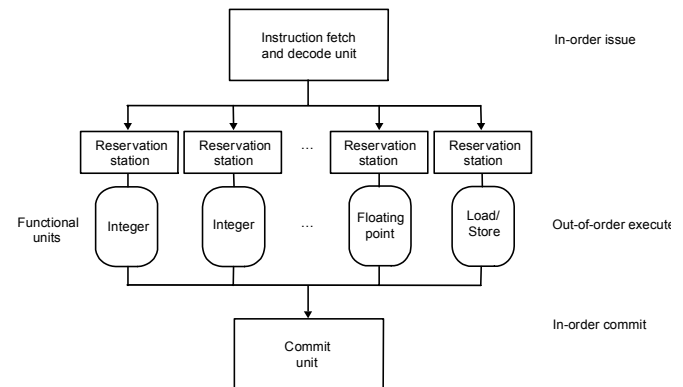 Instruction fetch
and decode unit
In-order issue
Reservation
station
Reservation
station
...
Reservation
station
Reservation
station
Functional
units
Integer
Integer
...
Floating
point
Load/
Store
Out-of-order execute
In-order commit
Commit
unit